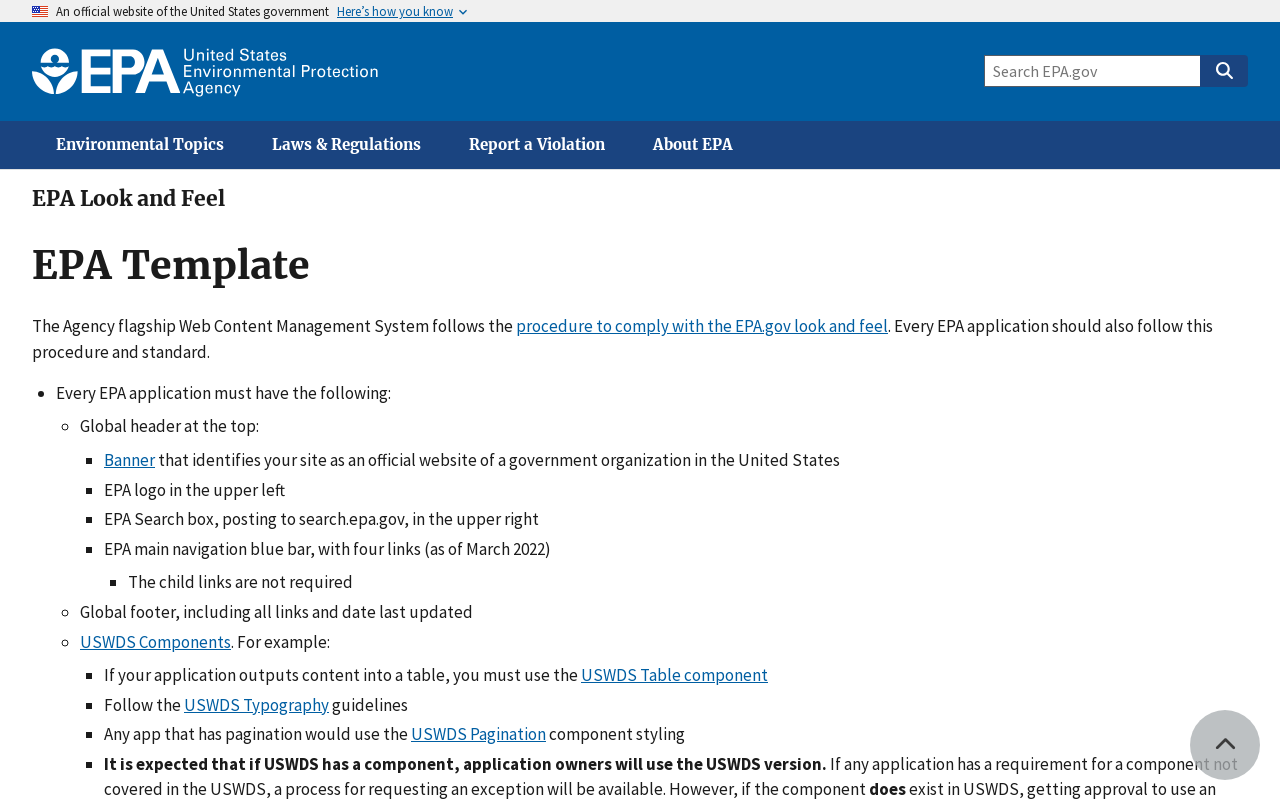 An official website of the United States government Here’s how you know
EPA United States
Environmental Protection
Agency
Search EPA.gov
Environmental Topics Laws & Regulations Report a Violation About EPA
EPA Look and Feel
EPA Template
The Agency flagship Web Content Management System follows the procedure to comply with the EPA.gov look and feel. Every EPA application should also follow this
procedure and standard.
Every EPA application must have the following:
Global header at the top:
Banner that identifies your site as an official website of a government organization in the United States
EPA logo in the upper left
EPA Search box, posting to search.epa.gov, in the upper right
EPA main navigation blue bar, with four links (as of March 2022)
The child links are not required
Global footer, including all links and date last updated
USWDS Components. For example:
If your application outputs content into a table, you must use the USWDS Table component
Follow the USWDS Typography guidelines
Any app that has pagination would use the USWDS Pagination component styling
It is expected that if USWDS has a component, application owners will use the USWDS version. If any application has a requirement for a component not
covered in the USWDS, a process for requesting an exception will be available. However, if the component does exist in USWDS, getting approval to use an